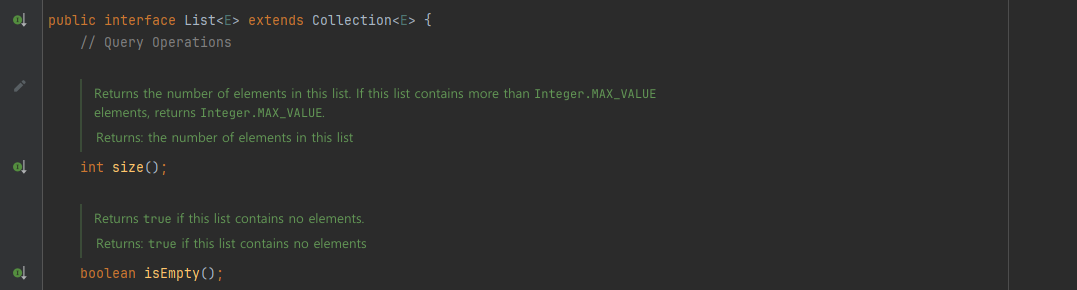 public interface List<E> extends Collection<E> {
// Query Operations
Returns the number of elements in this list. If this list contains more than Integer.MAX_VALUE
elements, returns Integer.MAX_VALUE.
Returns: the number of elements in this list
int size();
Returns true if this list contains no elements.
Returns: true if this list contains no elements
boolean isEmpty();